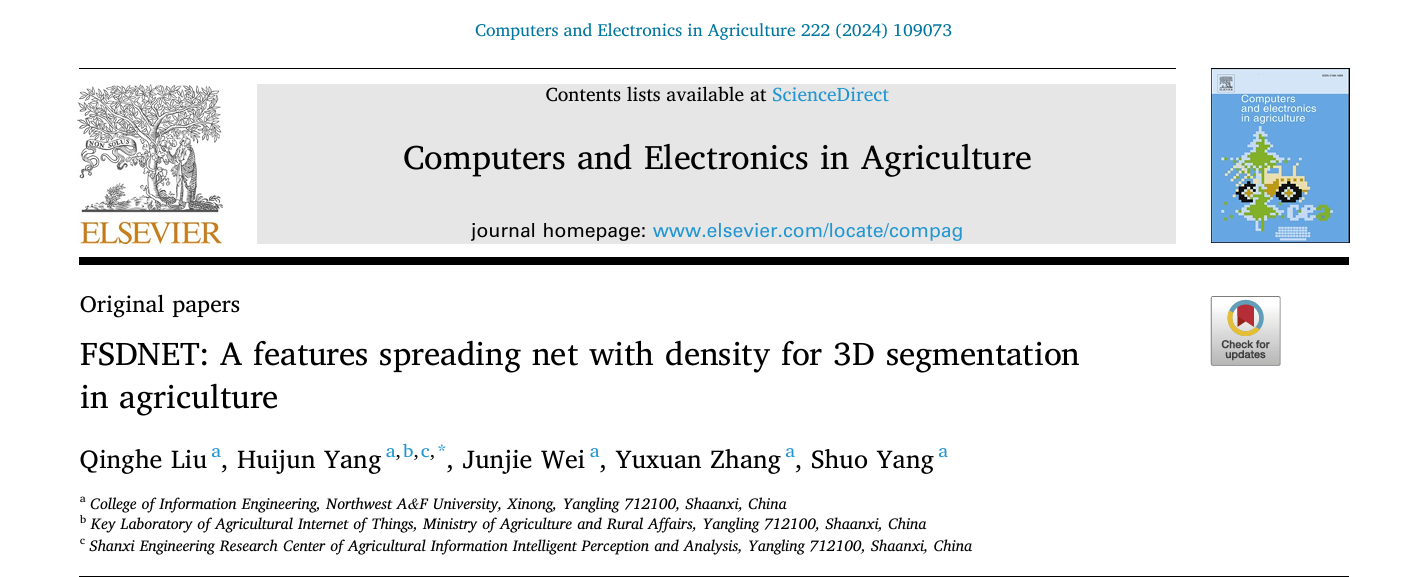 Computers and Electronics in Agriculture 222 (2024) 109073
Contents lists available at ScienceDirect
Computers and Electronics in Agriculture
journal homepage: www.elsevier.com/locate/compag
NON SOLUS
ELSEVIER
Computers
and electronics
in agriculture
cea
Original papers
Check for
updates
FSDNET: A features spreading net with density for 3D segmentation
in agriculture
Qinghe Liu a, Huijun Yang a,b,c,*, Junjie Wei a, Yuxuan Zhang a, Shuo Yang a
a College of Information Engineering, Northwest A&F University, Xinong, Yangling 712100, Shaanxi, China
b Key Laboratory of Agricultural Internet of Things, Ministry of Agriculture and Rural Affairs, Yangling 712100, Shaanxi, China
c Shanxi Engineering Research Center of Agricultural Information Intelligent Perception and Analysis, Yangling 712100, Shaanxi, China